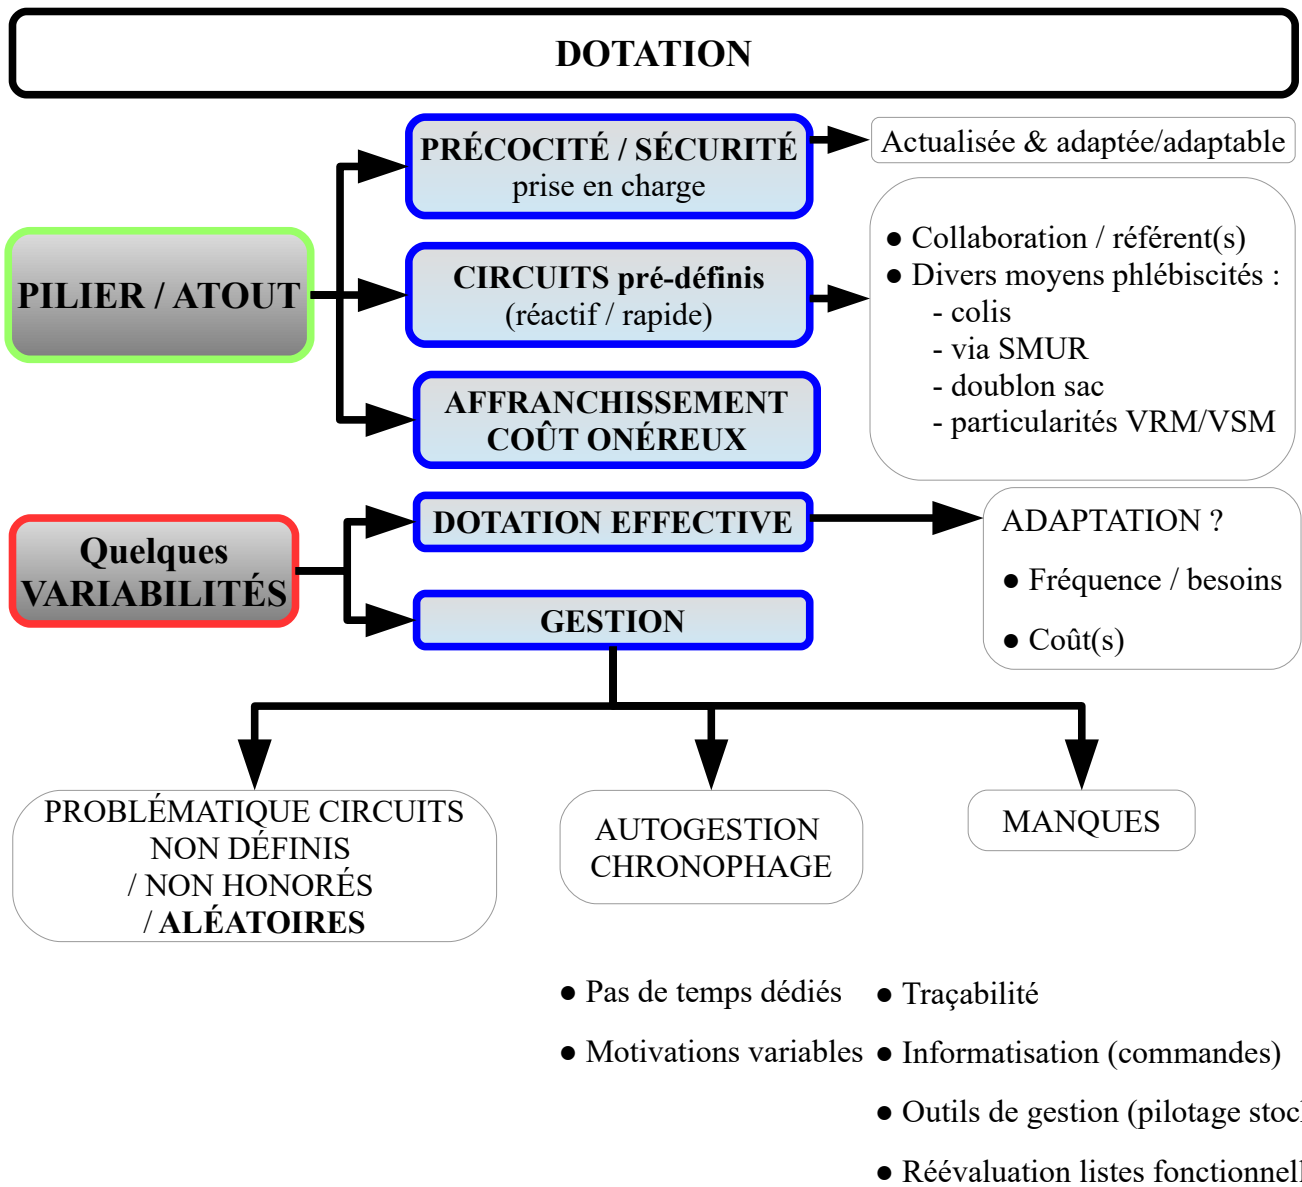 DOTATION
PRÉCOCITÉ / SÉCURITÉ
prise en charge
Actualisée & adaptée/adaptable
PILIER / ATOUT
CIRCUITS pré-définis
(réactif / rapide)
● Collaboration / référent(s)
● Divers moyens phlébiscités :
- colis
- via SMUR
- doublon sac
- particularités VRM/VSM
AFFRANCHISSEMENT
COÛT ONÉREUX
Quelques
VARIABILITÉS
DOTATION EFFECTIVE
ADAPTATION ?
● Fréquence / besoins
● Coût(s)
GESTION
PROBLÉMATIQUE CIRCUITS
NON DÉFINIS
/ NON HONORÉS
/ ALÉATOIRES
AUTOGESTION
CHRONOPHAGE
MANQUES
● Pas de temps dédiés
● Motivations variables
● Traçabilité
● Informatisation (commandes)
● Outils de gestion (pilotage
● Réévaluation listes